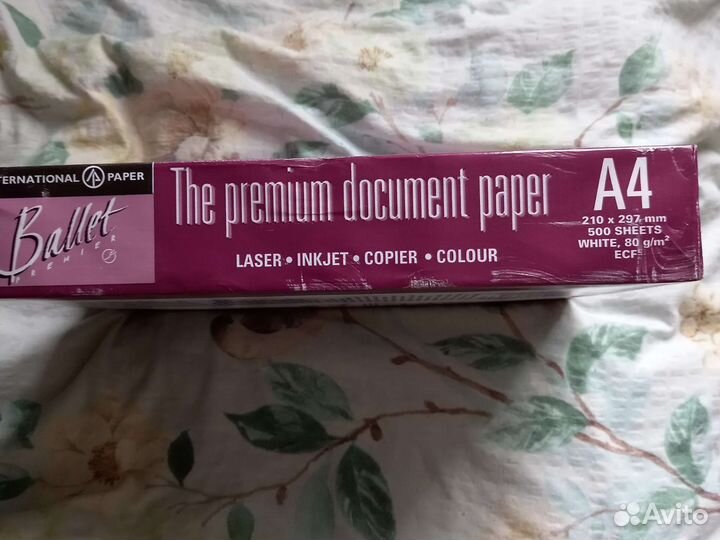 TERNATIONAL PAPER
Ballet
PREMIER
The premium document paper
LASER • INKJET • COPIER • COLOUR
A4
210 x 297 mm
500 SHEETS
WHITE, 80 g/m²
ECF
Avito